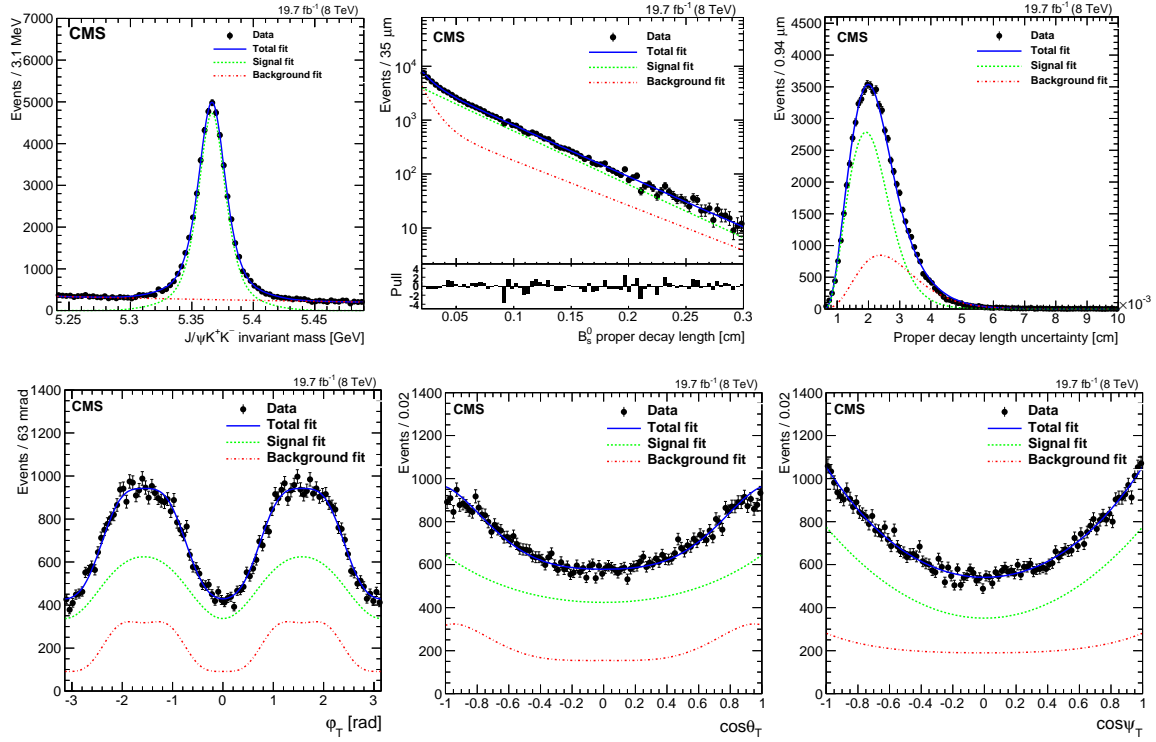 19.7 fb⁻¹ (8 TeV)
CMS
Data
Total fit
Signal fit
Background fit
Events / 3.1 MeV
7000
6000
5000
4000
3000
2000
1000
0
5.25 5.3 5.35 5.4 5.45
J/ψK⁺K⁻ invariant mass [GeV]
19.7 fb⁻¹ (8 TeV)
CMS
Data
Total fit
Signal fit
Background fit
Events / 35 μm
10⁴
10³
10²
10
Pull
4
2
0
-2
-4
0.05 0.1 0.15 0.2 0.25 0.3
B⁰ₛ proper decay length [cm]
19.7 fb⁻¹ (8 TeV)
CMS
Data
Total fit
Signal fit
Background fit
Events / 0.94 μm
4500
4000
3500
3000
2500
2000
1500
1000
500
0
1 2 3 4 5 6 7 8 9 10
×10⁻³
Proper decay length uncertainty [cm]
19.7 fb⁻¹ (8 TeV)
CMS
Data
Total fit
Signal fit
Background fit
Events / 63 mrad
1400
1200
1000
800
600
400
200
0
-3 -2 -1 0 1 2 3
φ_T [rad]
19.7 fb⁻¹ (8 TeV)
CMS
Data
Total fit
Signal fit
Background fit
Events / 0.02
1400
1200
1000
800
600
400
200
0
-1 -0.8 -0.6 -0.4 -0.2 0 0.2 0.4 0.6 0.8 1
cosθ_T
19.7 fb⁻¹ (8 TeV)
CMS
Data
Total fit
Signal fit
Background fit
Events / 0.02
1400
1200
1000
800
600
400
200
0
-1 -0.8 -0.6 -0.4 -0.2 0 0.2 0.4 0.6 0.8 1
cosψ_T